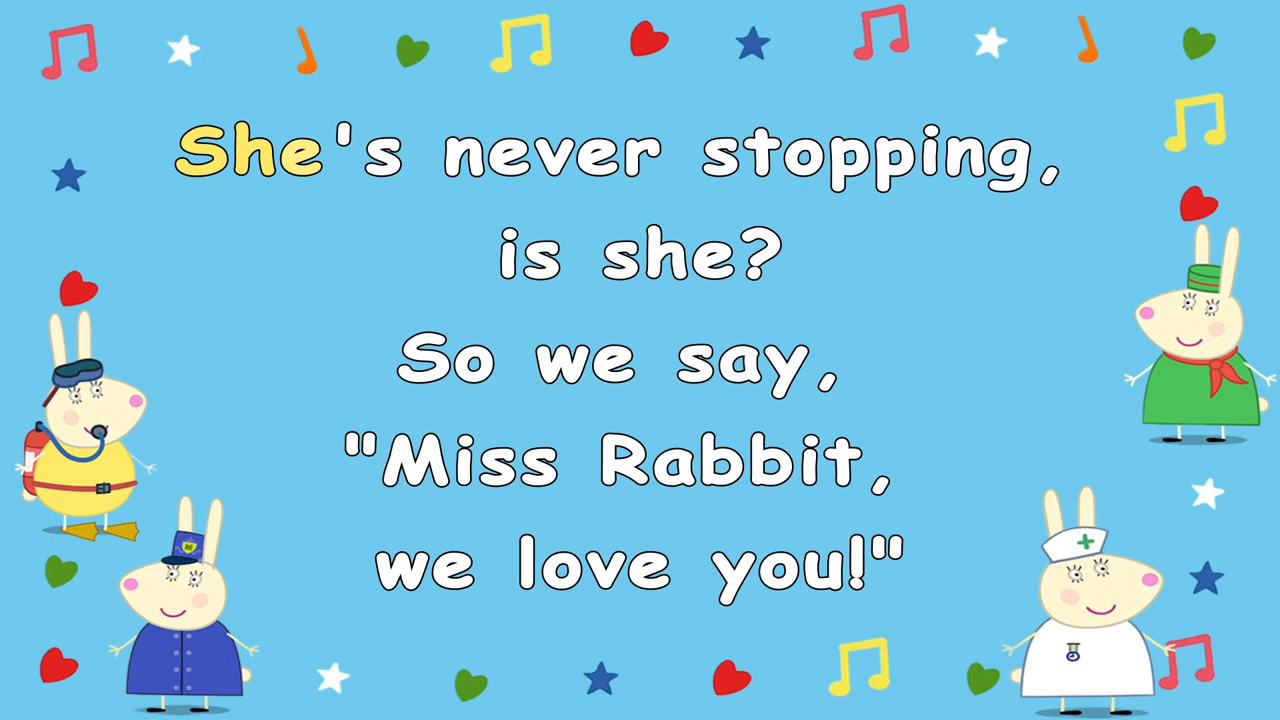 She's never stopping,
is she?
So we say,
"Miss Rabbit,
we love you!"